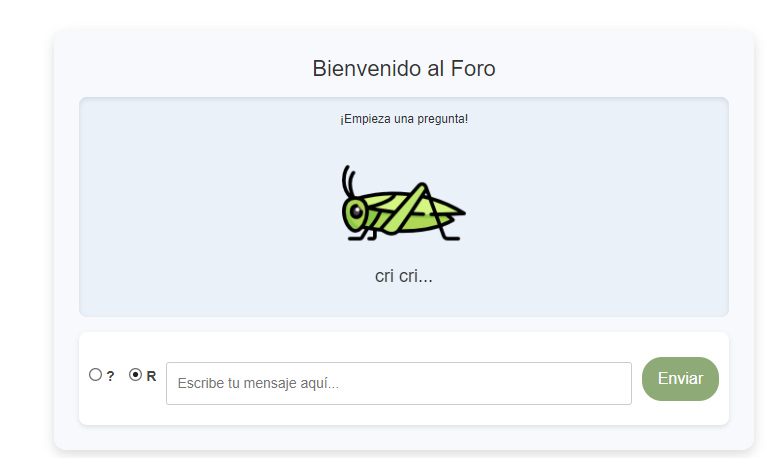 Bienvenido al Foro
¡Empieza una pregunta!
cri cri...
? R Escribe tu mensaje aquí... Enviar